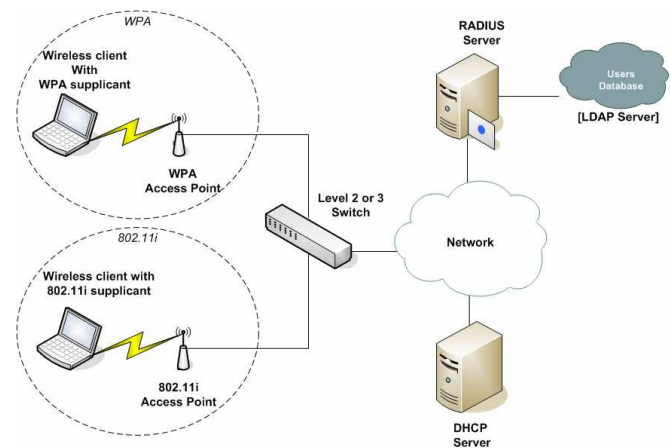 WPA
Wireless client
With
WPA supplicant
WPA
Access Point
802.11i
Wireless client with
802.11i supplicant
802.11i
Access Point
Level 2 or 3
Switch
RADIUS
Server
Users
Database
[LDAP Server]
Network
DHCP
Server